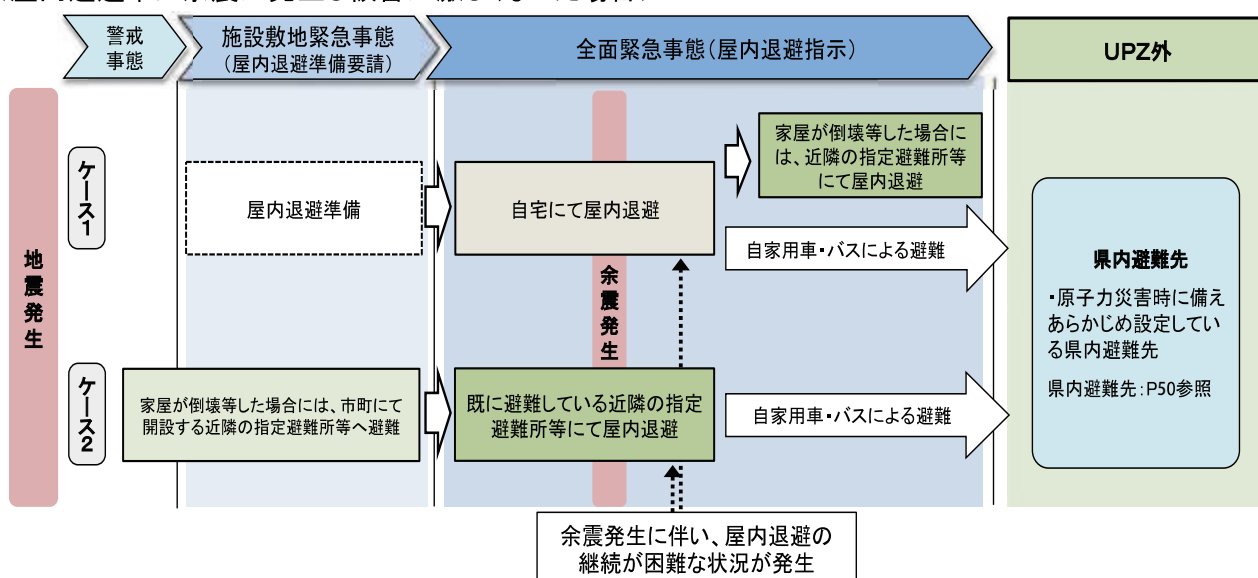 警戒
事態
施設敷地緊急事態
(屋内退避準備要請)
全面緊急事態(屋内退避指示)
UPZ外
地震発生
ケース1
屋内退避準備
自宅にて屋内退避
家屋が倒壊等した場合に
は、近隣の指定避難所等
にて屋内退避
自家用車・バスによる避難
余震発生
県内避難先
・原子力災害時に備え
あらかじめ設定してい
る県内避難先
県内避難先:P50参照
ケース2
家屋が倒壊等した場合には、市町にて
開設する近隣の指定避難所等へ避難
既に避難している近隣の指定
避難所等にて屋内退避
自家用車・バスによる避難
余震発生に伴い、屋内退避の
継続が困難な状況が発生